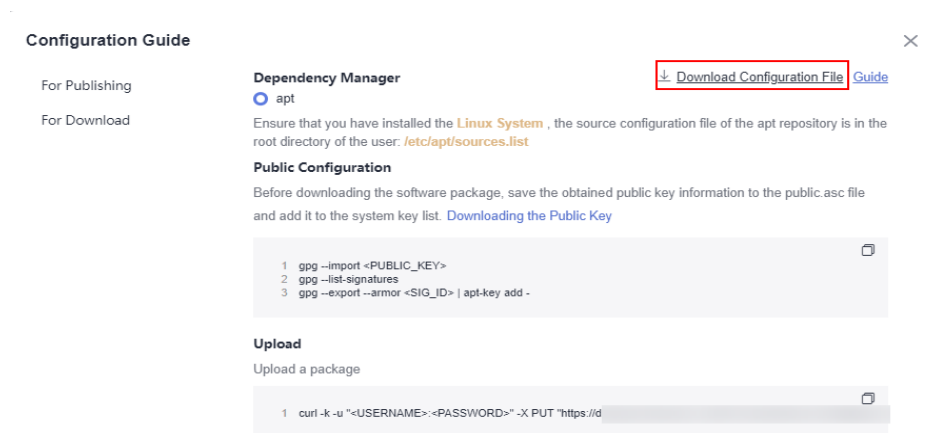 Configuration Guide
For Publishing
For Download
Dependency Manager
Download Configuration File Guide
apt
Ensure that you have installed the Linux System , the source configuration file of the apt repository is in the
root directory of the user: /etc/apt/sources.list
Public Configuration
Before downloading the software package, save the obtained public key information to the public.asc file
and add it to the system key list. Downloading the Public Key
1 gpg --import <PUBLIC_KEY>
2 gpg --list-signatures
3 gpg --export --armor <SIG_ID> | apt-key add -
Upload
Upload a package
1 curl -k -u "<USERNAME>:<PASSWORD>" -X PUT "https://d